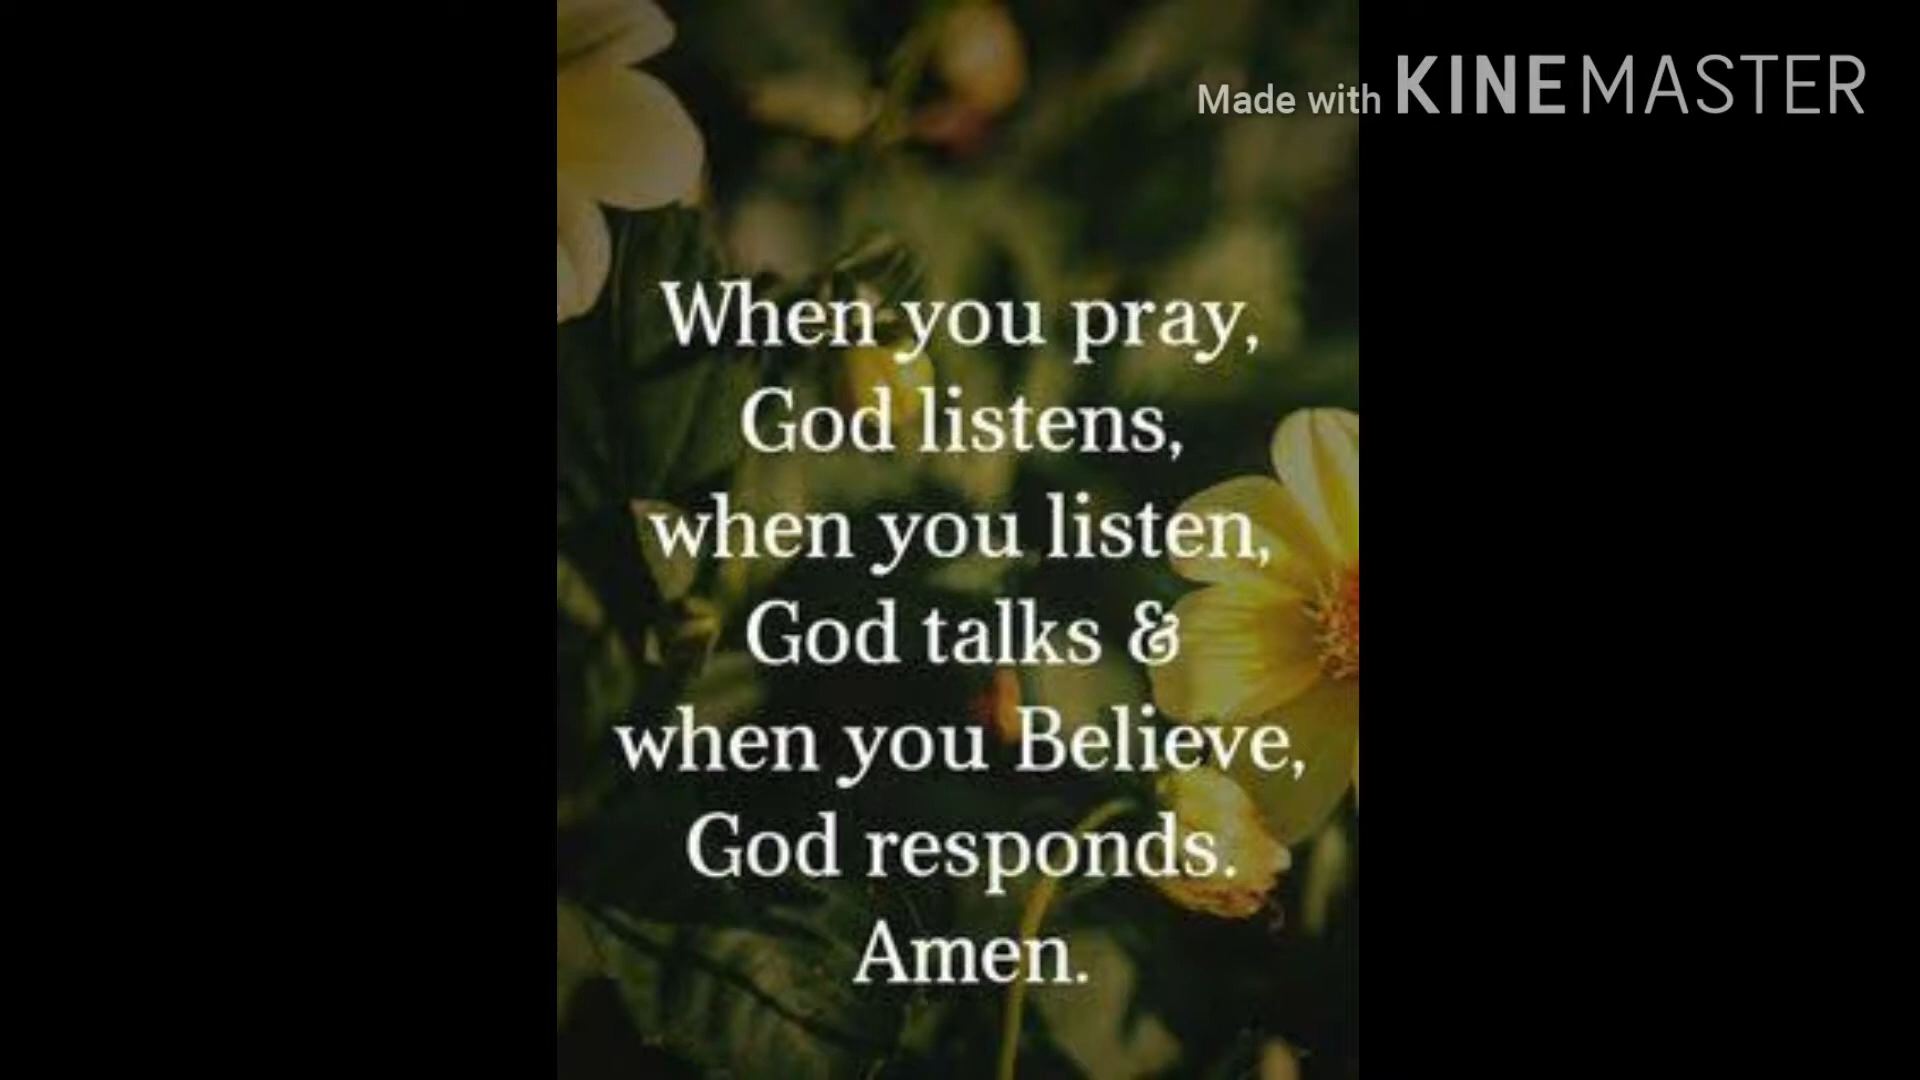 Made with KINEMASTER
When you pray,
God listens,
when you listen,
God talks &
when you Believe,
God responds.
Amen.